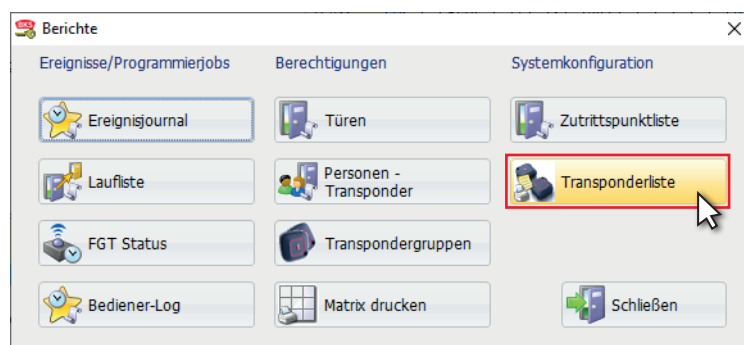 BKS Berichte
Ereignisse/Programmierjobs Berechtigungen Systemkonfiguration
Ereignisjournal Türen Zutrittspunktliste
Laufliste Personen - Transponder Transponderliste
FGT Status Transpondergruppen
Bediener-Log Matrix drucken Schließen